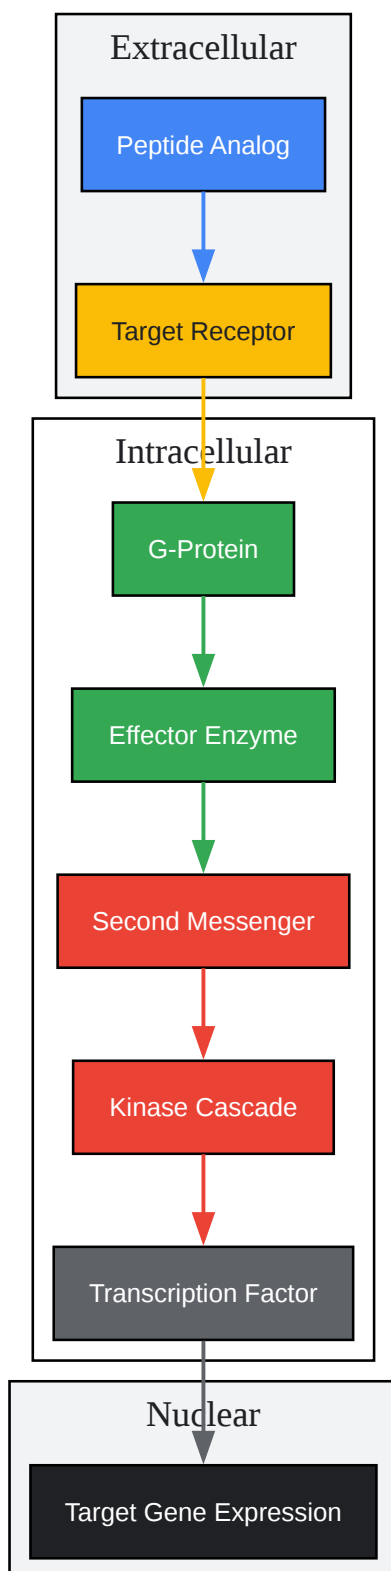 Extracellular
Peptide Analog
Target Receptor
Intracellular
G-Protein
Effector Enzyme
Second Messenger
Kinase Cascade
Transcription Factor
Nuclear
Target Gene Expression